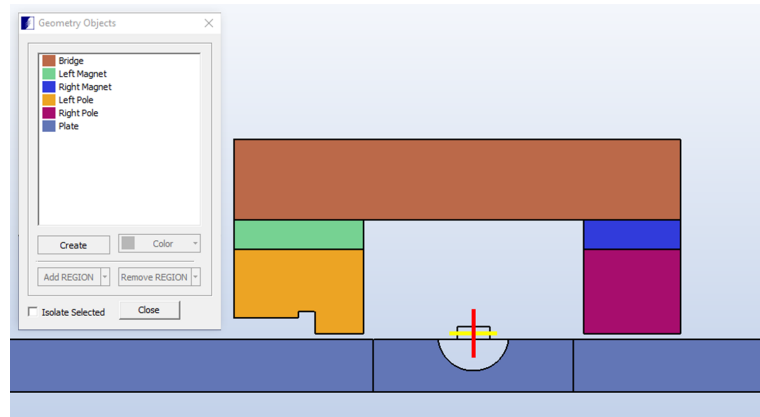 Geometry Objects
Bridge
Left Magnet
Right Magnet
Left Pole
Right Pole
Plate
Create
Color
Add REGION
Remove REGION
Isolate Selected
Close